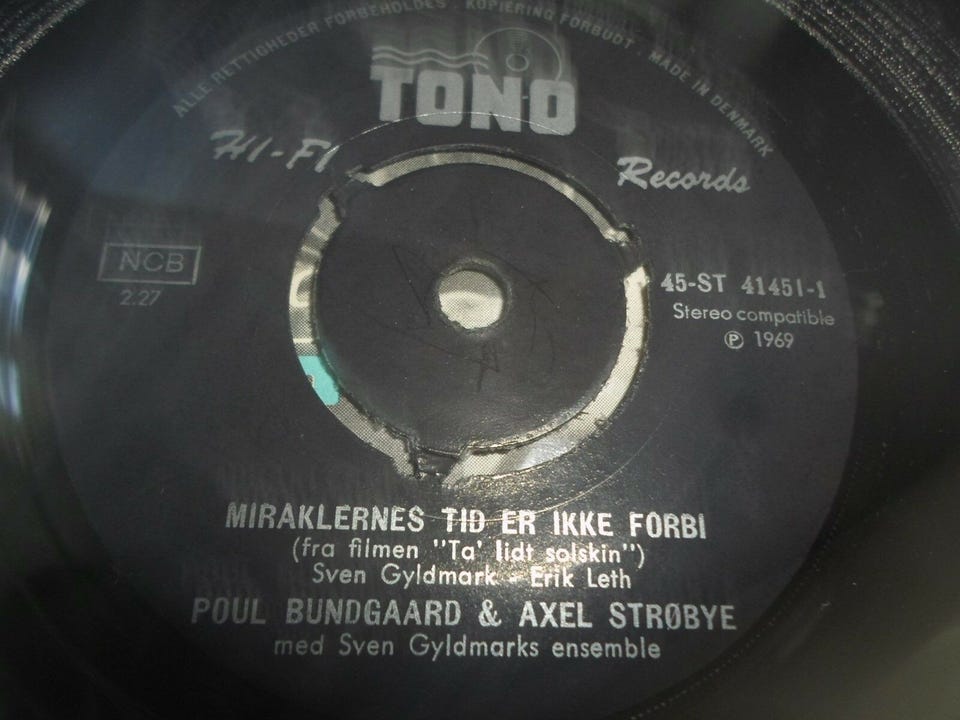 ALLE RETTIGHEDER FORBEHOLDES · KOPIERING FORBUDT · MADE IN DENMARK
TONO
HI-FI Records
NCB
2.27
45-ST 41451-1
Stereo compatible
℗ 1969
MIRAKLERNES TID ER IKKE FORBI
(fra filmen "Ta' lidt solskin")
Sven Gyldmark - Erik Leth
POUL BUNDGAARD & AXEL STRØBYE
med Sven Gyldmarks ensemble